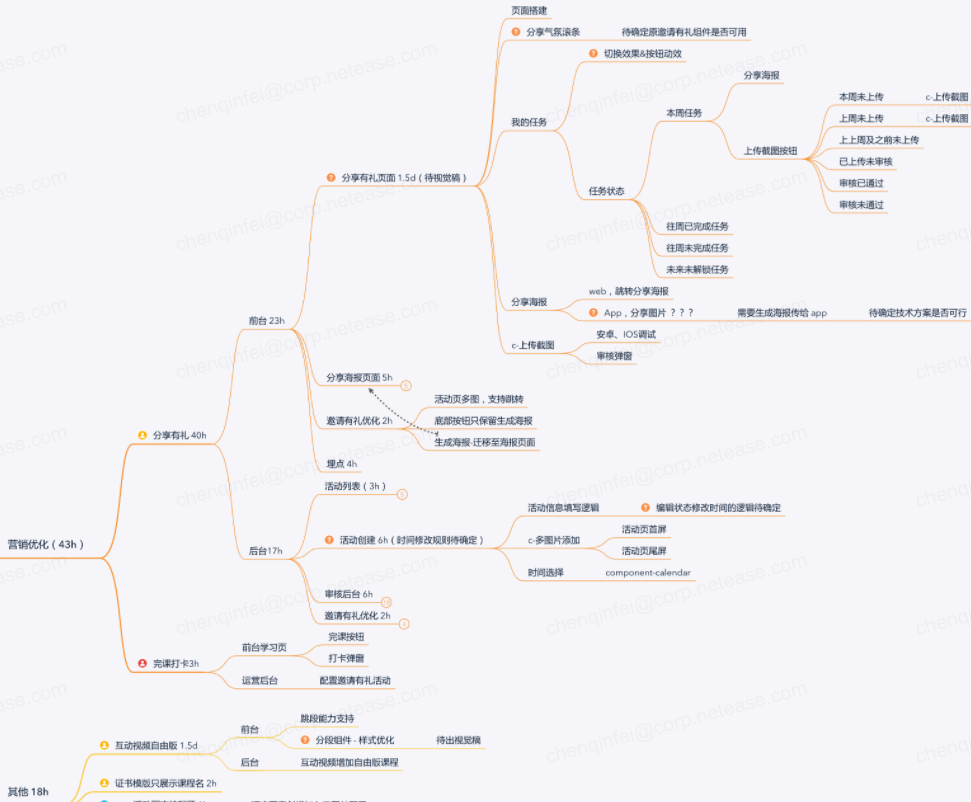 页面搭建
分享气氛滚条 待确定原邀请有礼组件是否可用
切换效果&按钮动效
我的任务
分享海报
本周任务
本周未上传 c-上传截图
上周未上传 c-上传截图
上上周及之前未上传
上传截图按钮
已上传未审核
审核已通过
审核未通过
任务状态
往周已完成任务
往周未完成任务
未来未解锁任务
分享有礼页面 1.5d（待视觉稿）
分享海报
web，跳转分享海报
App，分享图片 ？？？ 需要生成海报传给 app 待确定技术方案是否可行
c-上传截图
安卓、IOS调试
审核弹窗
前台 23h
分享海报页面 5h
5
邀请有礼优化 2h
活动页多图，支持跳转
底部按钮只保留生成海报
生成海报-迁移至海报页面
埋点 4h
分享有礼 40h
活动列表（3h）
活动信息填写逻辑 编辑状态修改时间的逻辑待确定
后台17h
活动创建 6h（时间修改规则待确定）
c-多图片添加
活动页首屏
活动页尾屏
时间选择 component-calendar
审核后台 6h
邀请有礼优化 2h
营销优化（43h）
完课打卡3h
前台学习页
完课按钮
打卡弹窗
运营后台 配置邀请有礼活动
互动视频自由版 1.5d
前台
跳段能力支持
分段组件 - 样式优化 待出视觉稿
后台 互动视频增加自由版课程
证书模版只展示课程名 2h
其他 18h
chenqinfei@corp.netease.com